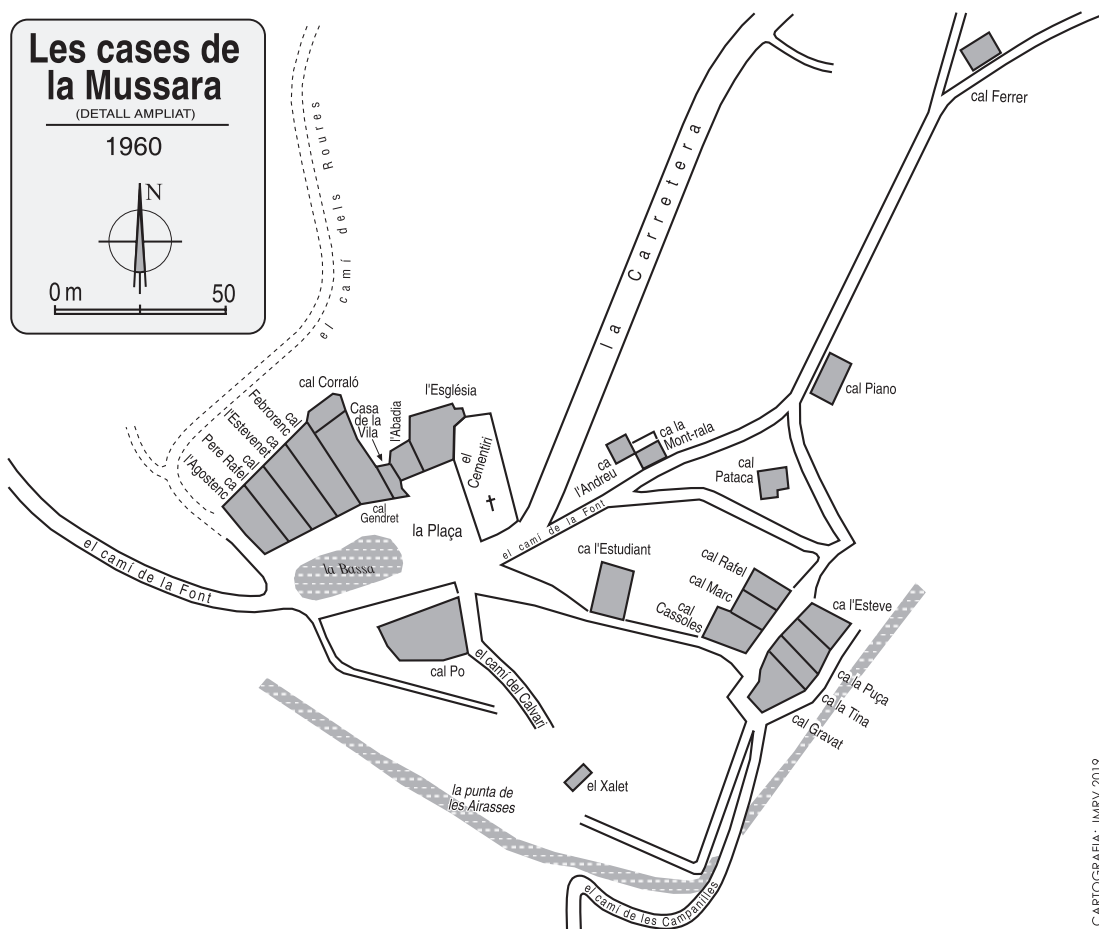 Les cases de
la Mussara
(DETALL AMPLIAT)
1960
N
0 m
50
el camí dels Roures
la Carretera
cal Ferrer
cal Piano
cal Corraló
l'Església
Casa
de la
Vila
l'Abadia
cal
Febrorenc
ca
l'Estevenet
cal
Pere Rafel
ca
l'Agostenc
cal
Gendret
el
Cementiri
la Plaça
la Bassa
ca la
Mont-rala
ca
l'Andreu
cal
Pataca
el camí de la Font
el camí de la Font
ca l'Estudiant
cal Rafel
cal Marc
cal
Cassoles
ca l'Esteve
ca la Puça
ca la Tina
cal Gravat
cal Po
el camí del Calvari
el Xalet
la punta de
les Airasses
el camí de les Campanilles
CARTOGRAFIA: JMRV 2019